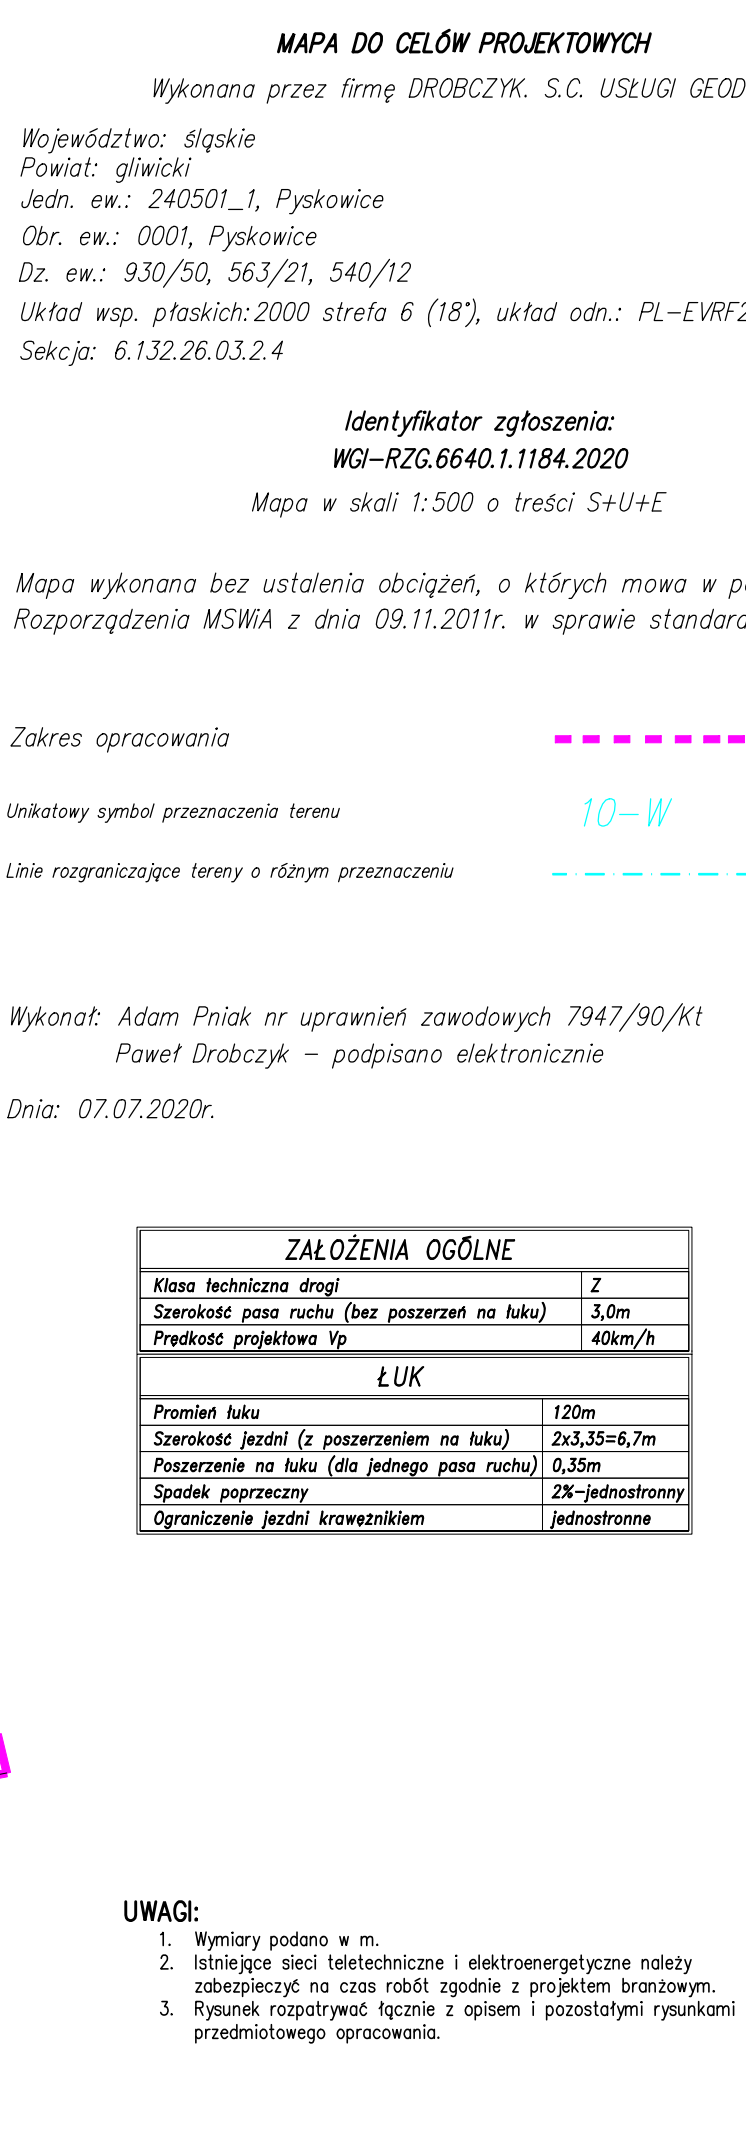 MAPA DO CELÓW PROJEKTOWYCH
Wykonana przez firmę DROBCZYK. S.C. USŁUGI GEOD
Województwo: śląskie
Powiat: gliwicki
Jedn. ew.: 240501_1, Pyskowice
Obr. ew.: 0001, Pyskowice
Dz. ew.: 930/50, 563/21, 540/12
Układ wsp. płaskich: 2000 strefa 6 (18°), układ odn.: PL-EVRF2
Sekcja: 6.132.26.03.2.4
Identyfikator zgłoszenia:
WGI-RZG.6640.1.1184.2020
Mapa w skali 1:500 o treści S+U+E
Mapa wykonana bez ustalenia obciążeń, o których mowa w p
Rozporządzenia MSWiA z dnia 09.11.2011r. w sprawie standard
Zakres opracowania
Unikatowy symbol przeznaczenia terenu 10-W
Linie rozgraniczające tereny o różnym przeznaczeniu
Wykonał: Adam Pniak nr uprawnień zawodowych 7947/90/Kt
Paweł Drobczyk - podpisano elektronicznie
Dnia: 07.07.2020r.
ZAŁOŻENIA OGÓLNE
Klasa techniczna drogi Z
Szerokość pasa ruchu (bez poszerzeń na łuku) 3,0m
Prędkość projektowa Vp 40km/h
ŁUK
Promień łuku 120m
Szerokość jezdni (z poszerzeniem na łuku) 2x3,35=6,7m
Poszerzenie na łuku (dla jednego pasa ruchu) 0,35m
Spadek poprzeczny 2%-jednostronny
Ograniczenie jezdni krawężnikiem jednostronne
UWAGI:
1. Wymiary podano w m.
2. Istniejące sieci teletechniczne i elektroenergetyczne należy
zabezpieczyć na czas robót zgodnie z projektem branżowym.
3. Rysunek rozpatrywać łącznie z opisem i pozostałymi rysunkami
przedmiotowego opracowania.